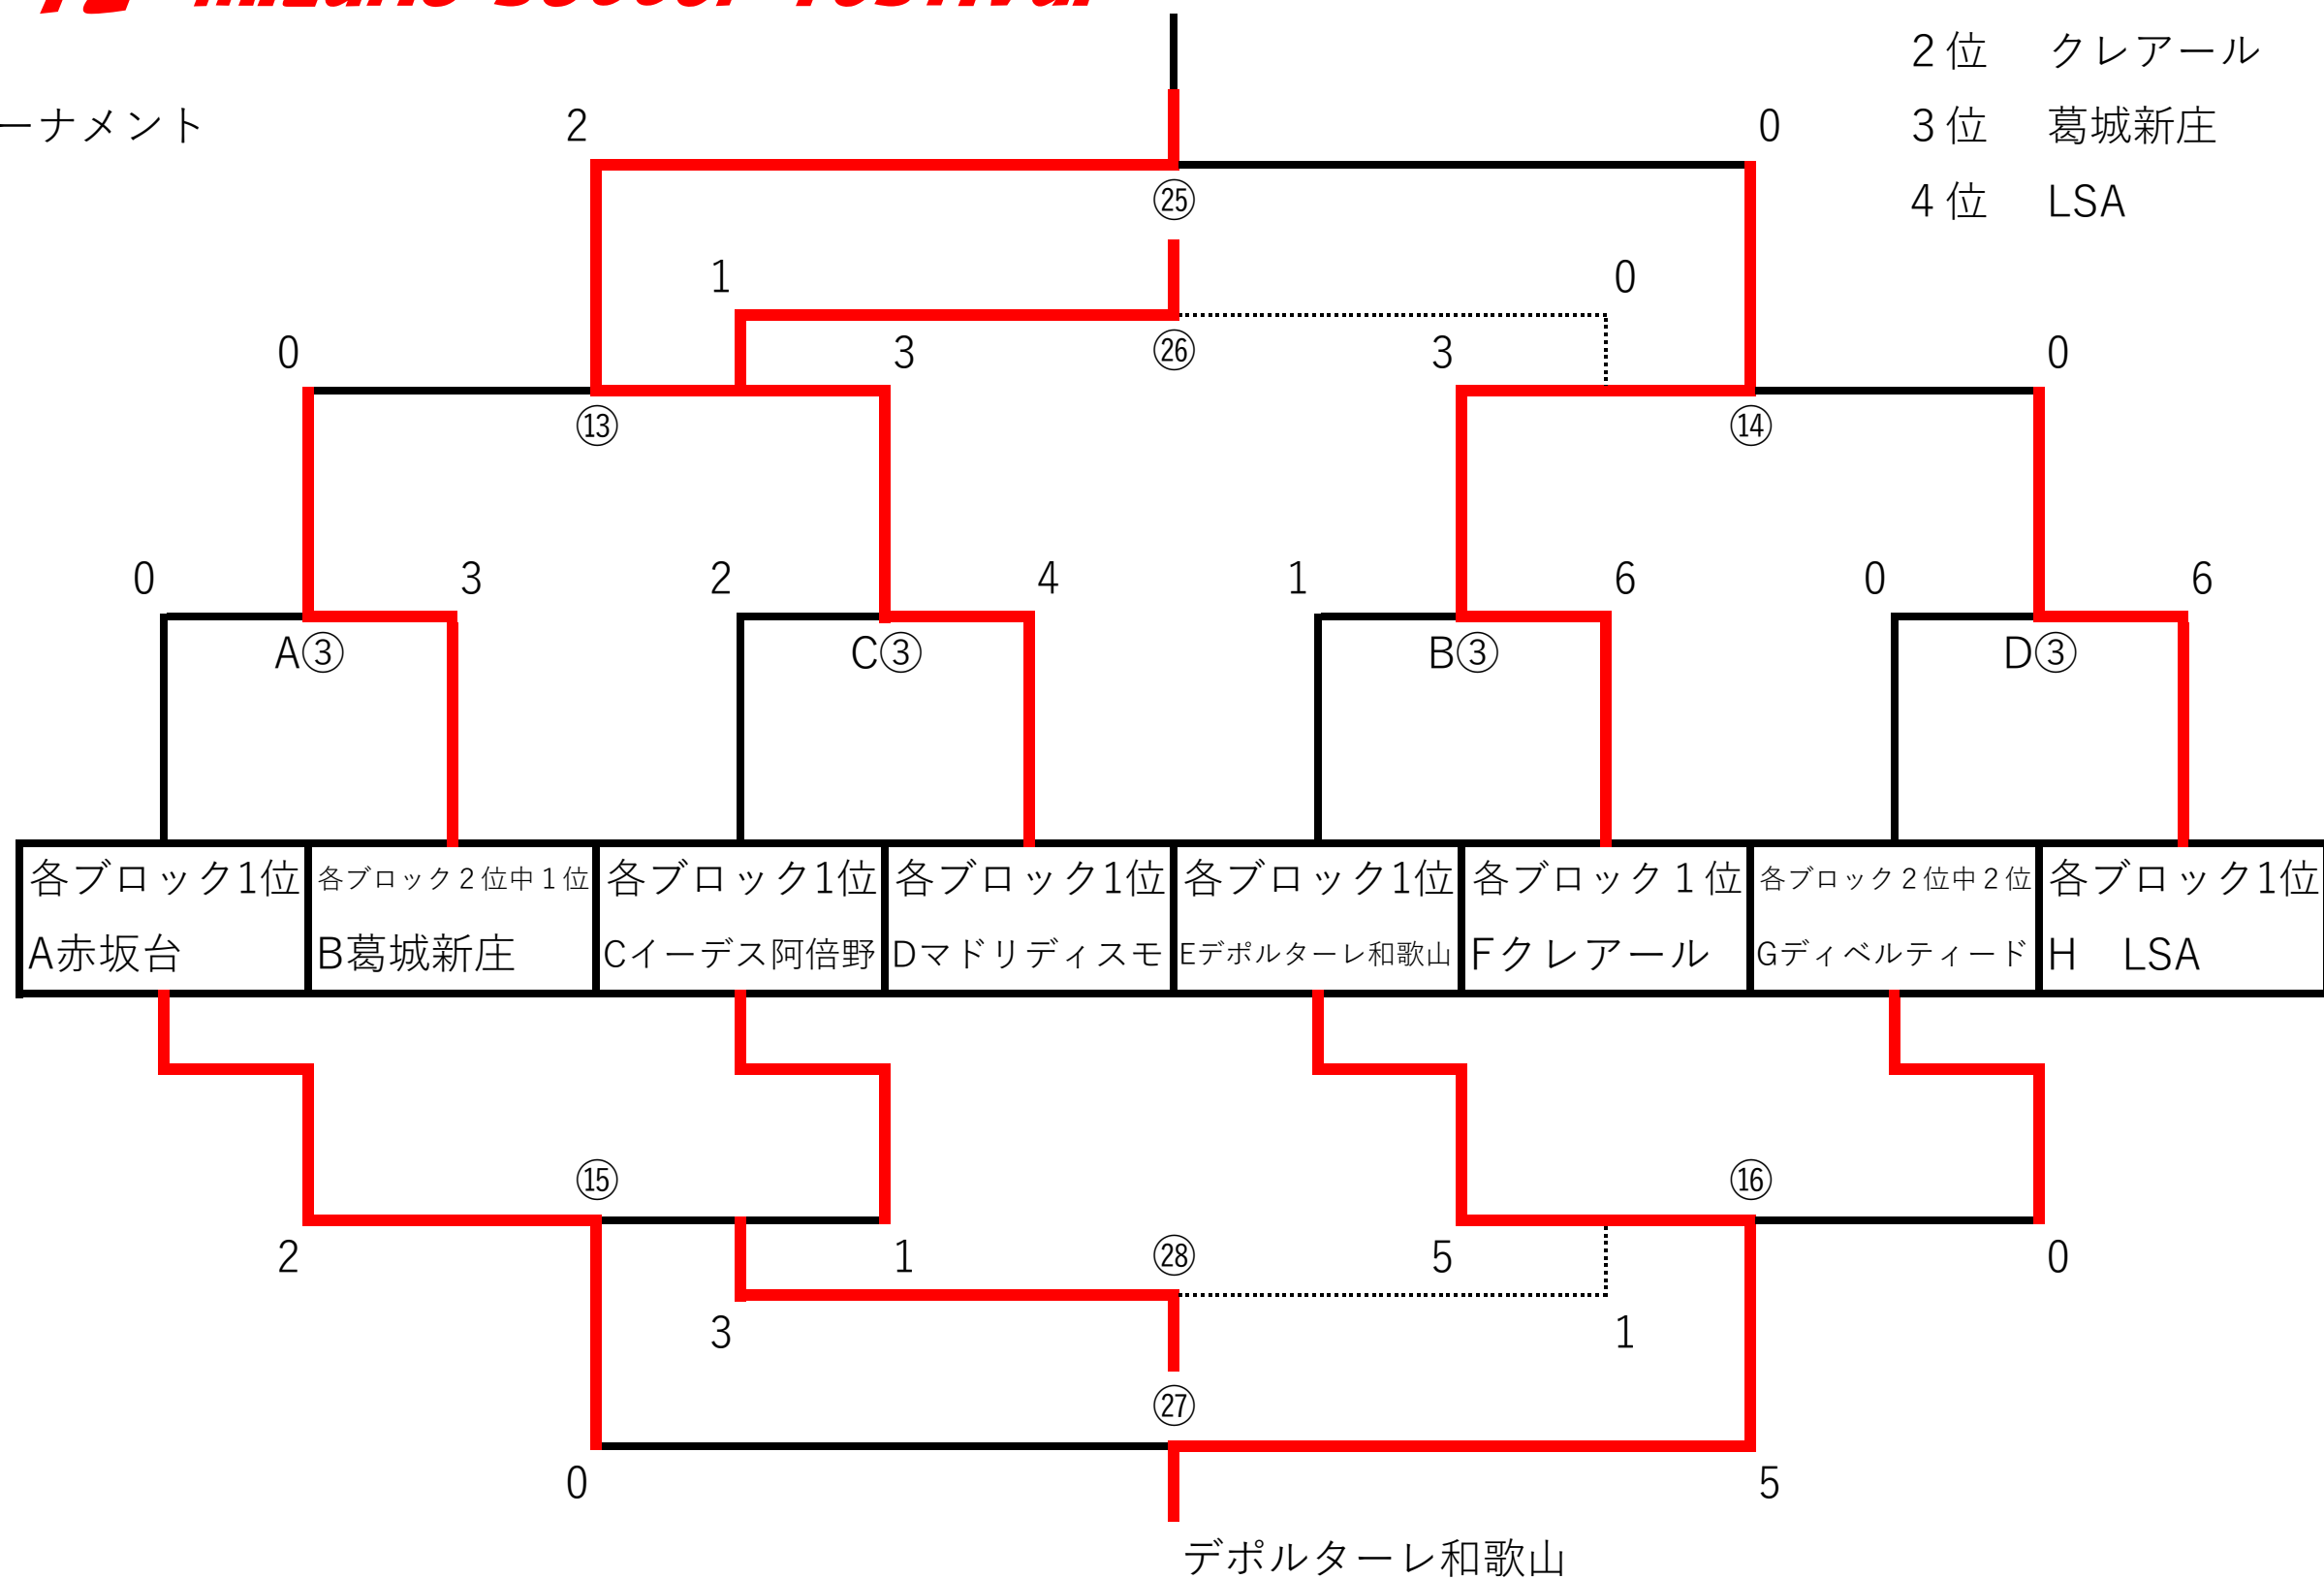 2位 クレアール
ーナメント 2 0 3位 葛城新庄
㉕ 4位 LSA
1 0
0 3 ㉖ 3 0
⑬ ⑭
0 3 2 4 1 6 0 6
A③ C③ B③ D③
各ブロック1位 各ブロック2位中1位 各ブロック1位 各ブロック1位 各ブロック1位 各ブロック1位 各ブロック2位中2位 各ブロック1位
A赤坂台 B葛城新庄 Cイーデス阿倍野 Dマドリディスモ Eデポルターレ和歌山 Fクレアール Gディベルティード H LSA
⑮ ⑯
2 1 ㉘ 5 0
3 1
㉗
0 5
デポルターレ和歌山